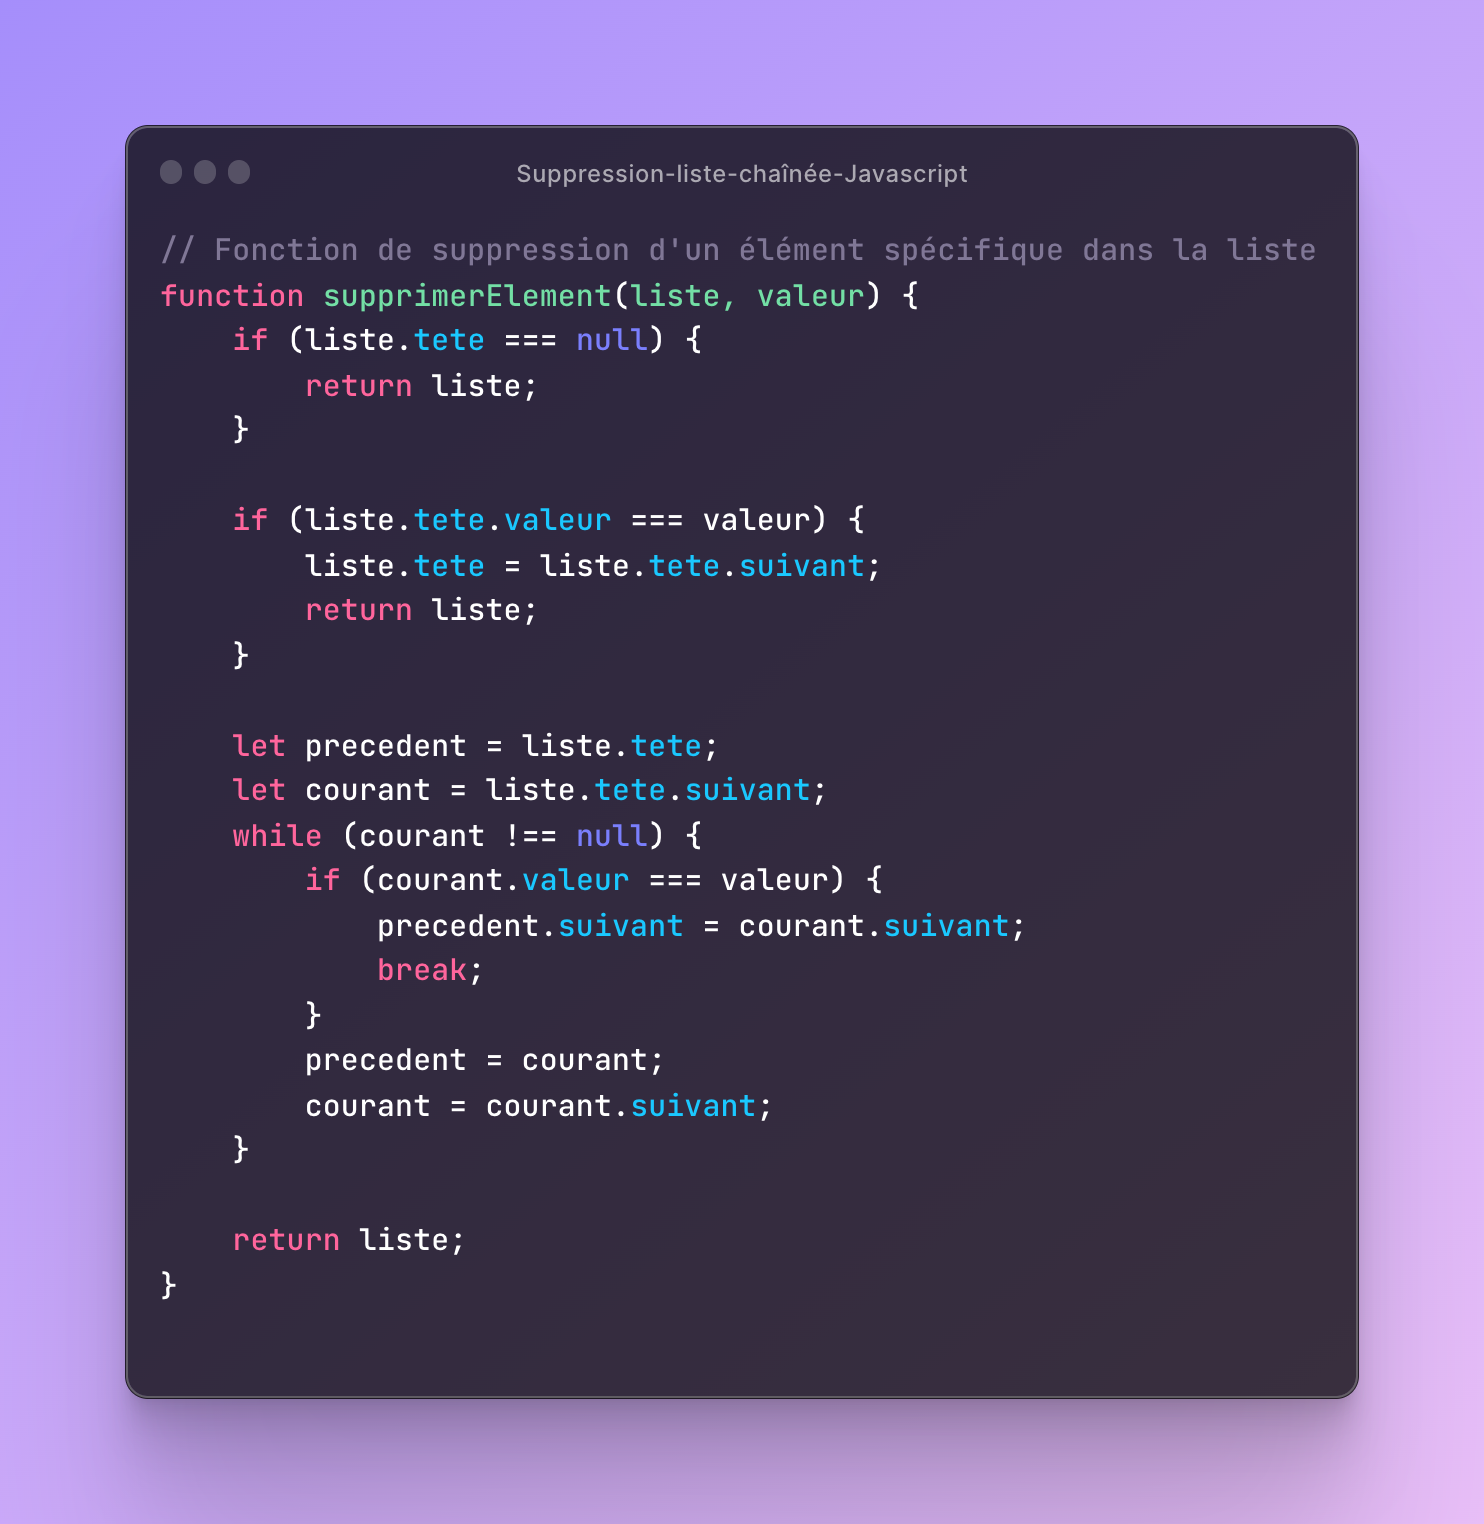 Suppression-liste-chaînée-Javascript
// Fonction de suppression d'un élément spécifique dans la liste
function supprimerElement(liste, valeur) {
    if (liste.tete === null) {
        return liste;
    }

    if (liste.tete.valeur === valeur) {
        liste.tete = liste.tete.suivant;
        return liste;
    }

    let precedent = liste.tete;
    let courant = liste.tete.suivant;
    while (courant !== null) {
        if (courant.valeur === valeur) {
            precedent.suivant = courant.suivant;
            break;
        }
        precedent = courant;
        courant = courant.suivant;
    }

    return liste;
}